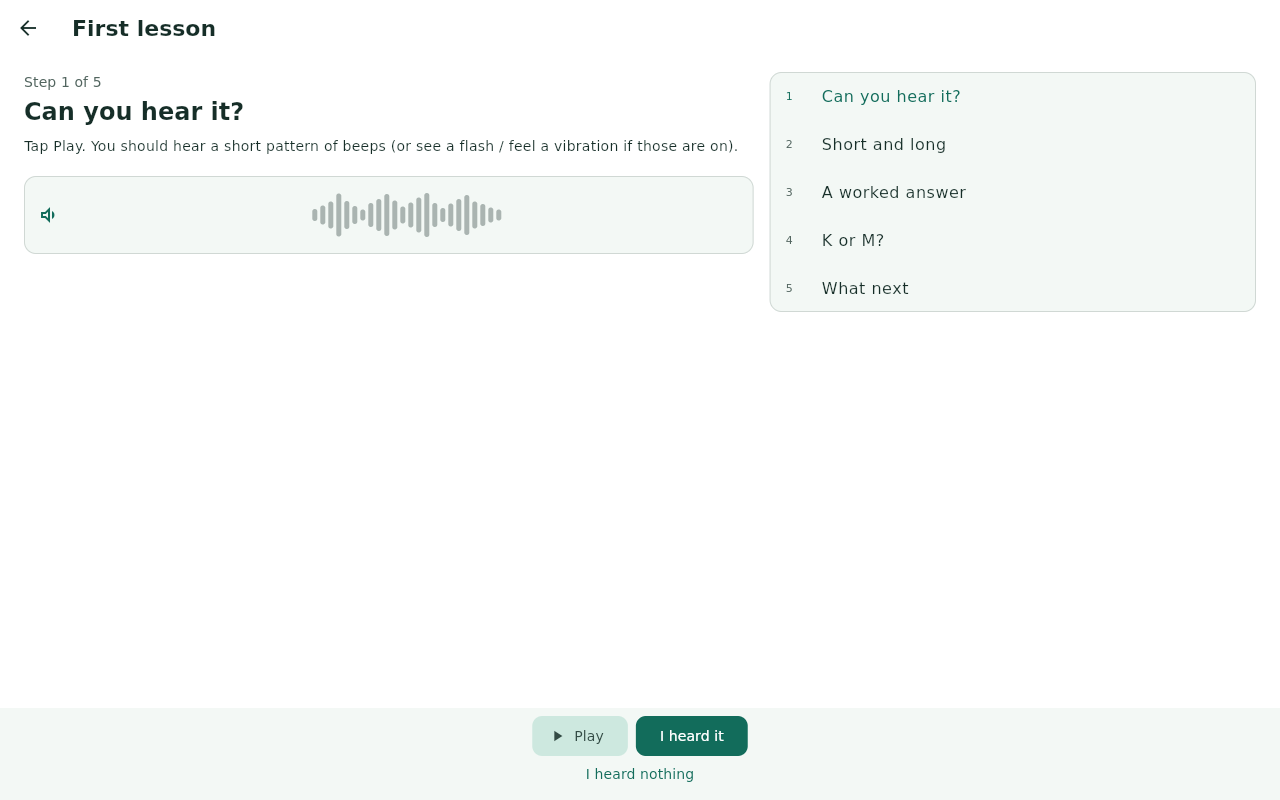 First lesson
Step 1 of 5
Can you hear it?
Tap Play. You should hear a short pattern of beeps (or see a flash / feel a vibration if those are on).
1 Can you hear it?
2 Short and long
3 A worked answer
4 K or M?
5 What next
Play
I heard it
I heard nothing